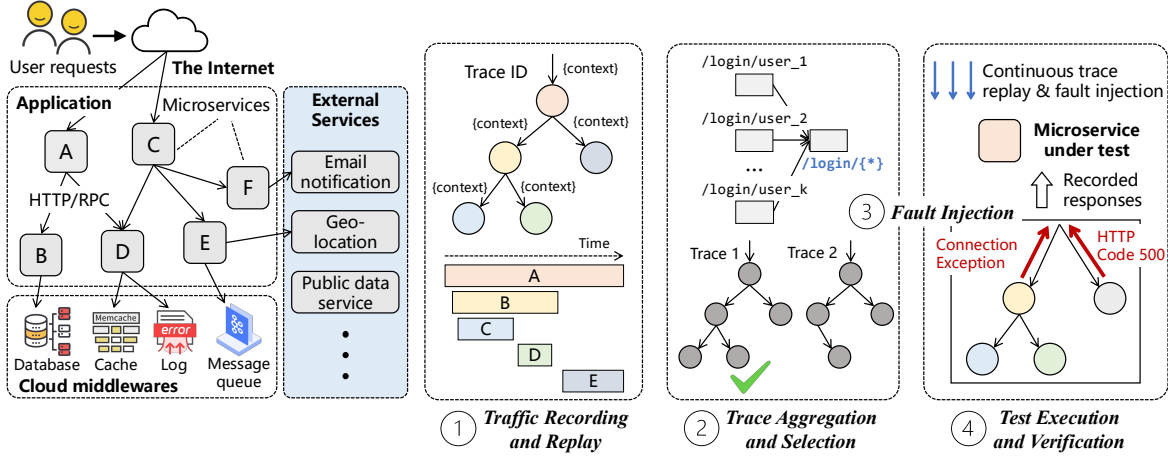 User requests
The Internet
Application
Microservices
A
C
F
HTTP/RPC
B
D
E
Memcache
error
Database
Cache
Log
Message
queue
Cloud middlewares
External
Services
Email
notification
Geo-
location
Public data
service
Trace ID
{context}
{context}
{context}
{context}
{context}
Time
A
B
C
D
E
1
Traffic Recording
and Replay
/login/user_1
/login/user_2
...
/login/{*}
/login/user_k
Trace 1
Trace 2
2
Trace Aggregation
and Selection
3
Fault Injection
Continuous trace
replay & fault injection
Microservice
under test
Recorded
responses
Connection
Exception
HTTP
Code 500
4
Test Execution
and Verification